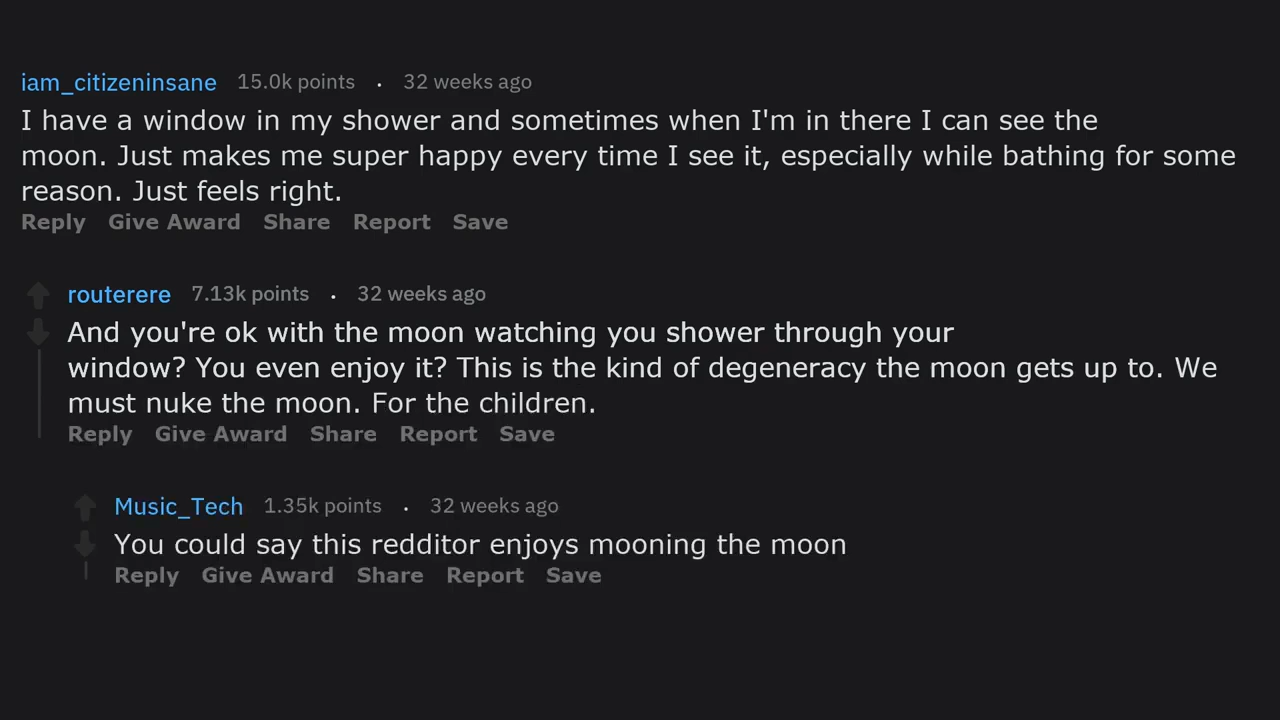 iam_citizeninsane 15.0k points . 32 weeks ago
I have a window in my shower and sometimes when I'm in there I can see the
moon. Just makes me super happy every time I see it, especially while bathing for some
reason. Just feels right.
Reply Give Award Share Report Save
routerere 7.13k points . 32 weeks ago
And you're ok with the moon watching you shower through your
window? You even enjoy it? This is the kind of degeneracy the moon gets up to. We
must nuke the moon. For the children.
Reply Give Award Share Report Save
Music_Tech 1.35k points . 32 weeks ago
You could say this redditor enjoys mooning the moon
Reply Give Award Share Report Save